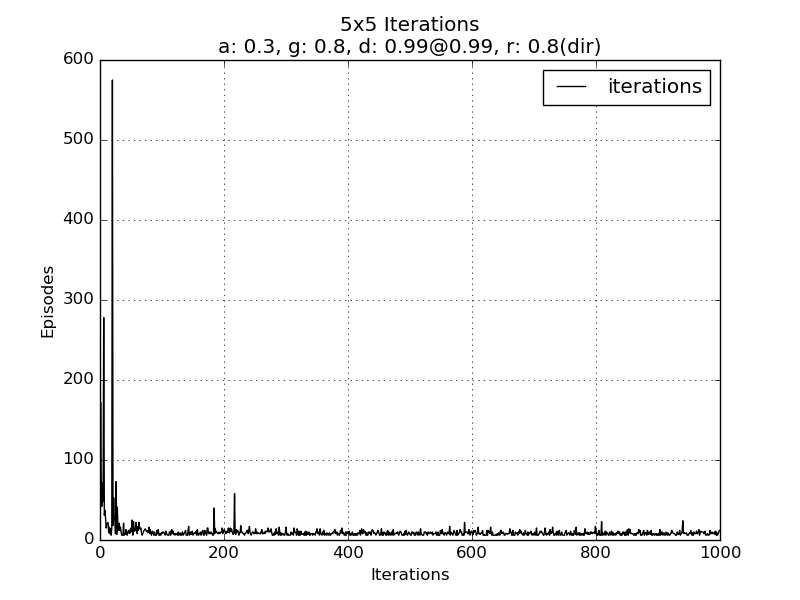 5x5 Iterations
a: 0.3, g: 0.8, d: 0.99@0.99, r: 0.8(dir)
600
iterations
500
400
300
200
100
0
Episodes
0 200 400 600 800 1000
Iterations